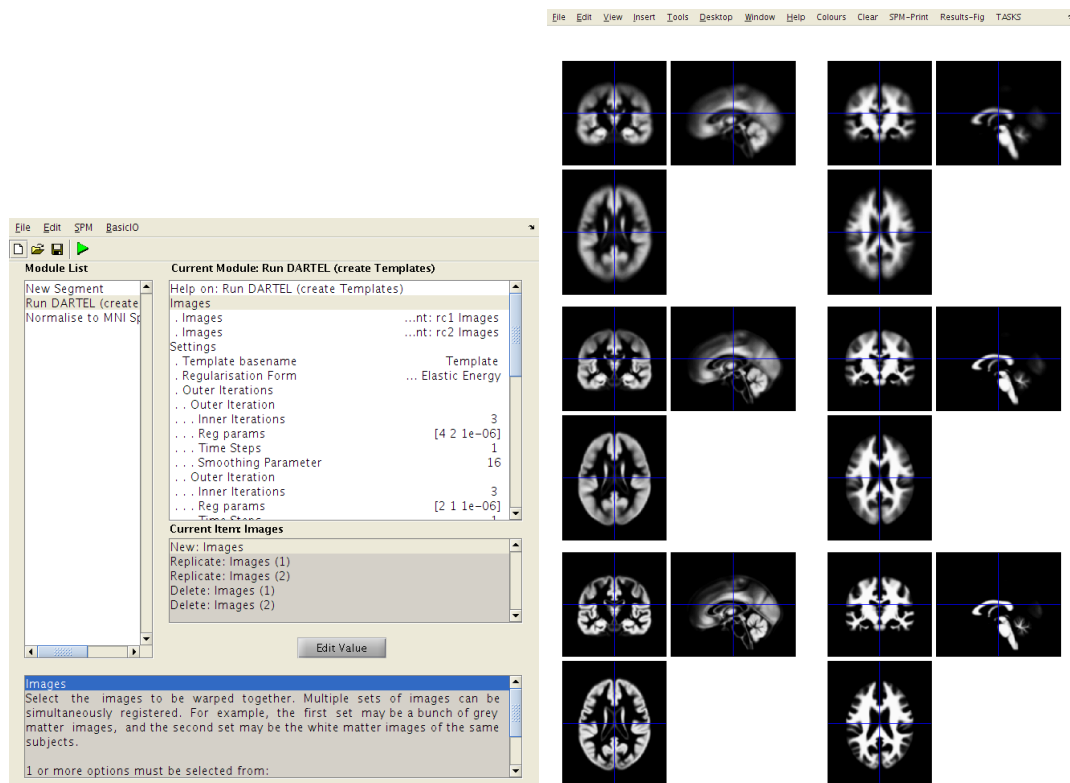 File Edit View Insert Tools Desktop Window Help Colours Clear SPM-Print Results-Fig TASKS
File Edit SPM BasicIO
Module List
New Segment
Run DARTEL (create
Normalise to MNI Sp
Current Module: Run DARTEL (create Templates)
Help on: Run DARTEL (create Templates)
Images
. Images ...nt: rc1 Images
. Images ...nt: rc2 Images
Settings
. Template basename Template
. Regularisation Form ... Elastic Energy
. Outer Iterations
. . Outer Iteration
. . . Inner Iterations 3
. . . Reg params [4 2 1e-06]
. . . Time Steps 1
. . . Smoothing Parameter 16
. . Outer Iteration
. . . Inner Iterations 3
. . . Reg params [2 1 1e-06]
. . . Time Steps 1
Current Item: Images
New: Images
Replicate: Images (1)
Replicate: Images (2)
Delete: Images (1)
Delete: Images (2)
Edit Value
Images
Select the images to be warped together. Multiple sets of images can be
simultaneously registered. For example, the first set may be a bunch of grey
matter images, and the second set may be the white matter images of the same
subjects.
1 or more options must be selected from: